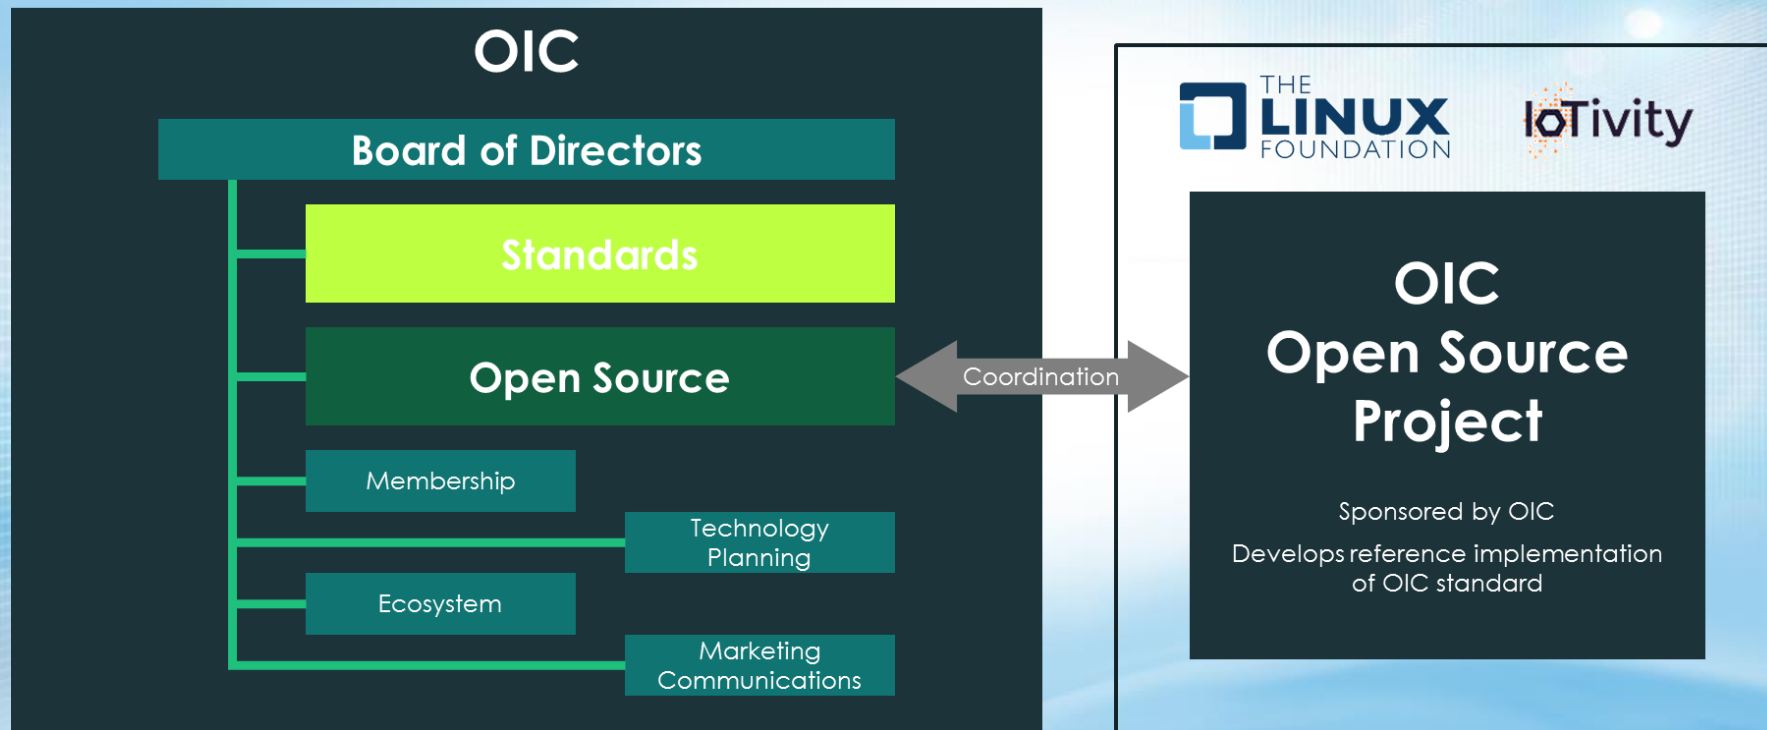 OIC
Board of Directors
Standards
Open Source
Membership
Technology
Planning
Ecosystem
Marketing
Communications
Coordination
THE
LINUX
FOUNDATION
IoTivity
OIC
Open Source
Project
Sponsored by OIC
Develops reference implementation
of OIC standard